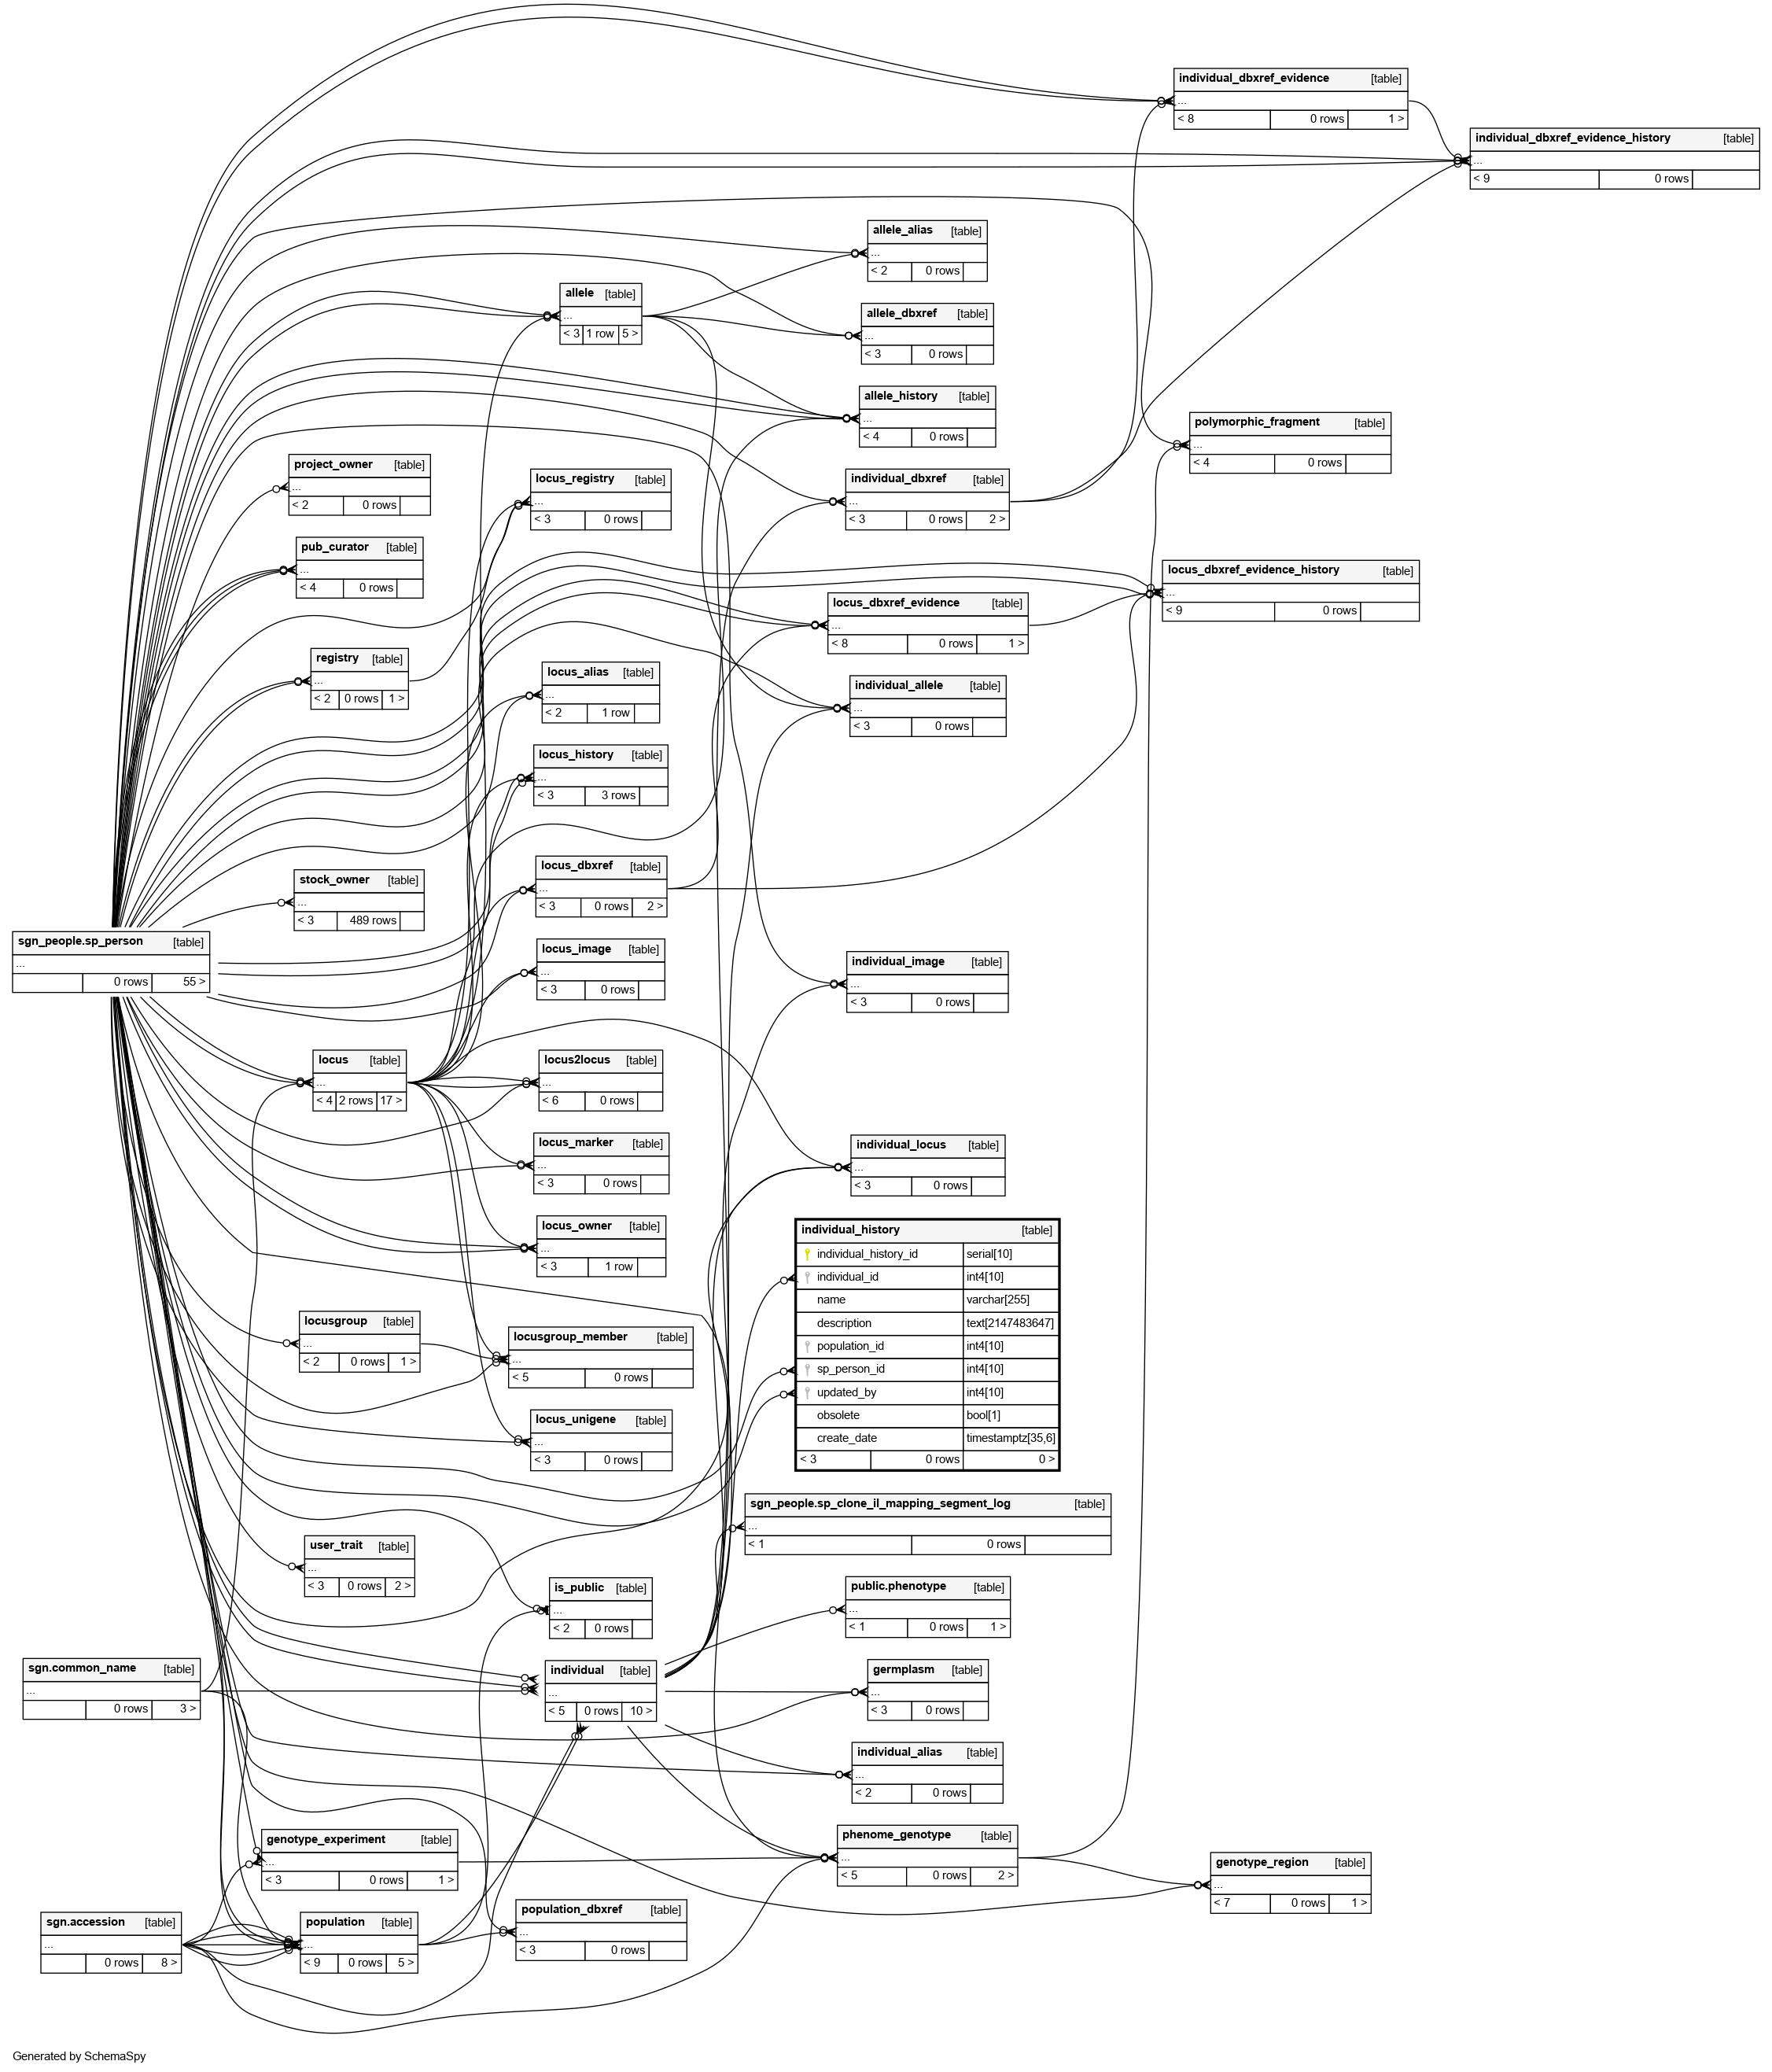 individual_dbxref_evidence [table]
...
< 8 0 rows 1 >
individual_dbxref_evidence_history [table]
...
< 9 0 rows
allele_alias [table]
...
< 2 0 rows
allele [table]
...
< 3 1 row 5 >
allele_dbxref [table]
...
< 3 0 rows
allele_history [table]
...
< 4 0 rows
polymorphic_fragment [table]
...
< 4 0 rows
project_owner [table]
...
< 2 0 rows
locus_registry [table]
...
< 3 0 rows
individual_dbxref [table]
...
< 3 0 rows 2 >
pub_curator [table]
...
< 4 0 rows
locus_dbxref_evidence_history [table]
...
< 9 0 rows
locus_dbxref_evidence [table]
...
< 8 0 rows 1 >
registry [table]
...
< 2 0 rows 1 >
locus_alias [table]
...
< 2 1 row
individual_allele [table]
...
< 3 0 rows
locus_history [table]
...
< 3 3 rows
locus_dbxref [table]
...
< 3 0 rows 2 >
stock_owner [table]
...
< 3 489 rows
sgn_people.sp_person [table]
...
0 rows 55 >
locus_image [table]
...
< 3 0 rows
individual_image [table]
...
< 3 0 rows
locus [table]
...
< 4 2 rows 17 >
locus2locus [table]
...
< 6 0 rows
locus_marker [table]
...
< 3 0 rows
individual_locus [table]
...
< 3 0 rows
locus_owner [table]
...
< 3 1 row
individual_history [table]
individual_history_id serial[10]
individual_id int4[10]
name varchar[255]
description text[2147483647]
population_id int4[10]
sp_person_id int4[10]
updated_by int4[10]
obsolete bool[1]
create_date timestamptz[35,6]
< 3 0 rows 0 >
locusgroup [table]
...
< 2 0 rows 1 >
locusgroup_member [table]
...
< 5 0 rows
locus_unigene [table]
...
< 3 0 rows
sgn_people.sp_clone_il_mapping_segment_log [table]
...
< 1 0 rows
user_trait [table]
...
< 3 0 rows 2 >
is_public [table]
...
< 2 0 rows
public.phenotype [table]
...
< 1 0 rows 1 >
sgn.common_name [table]
...
0 rows 3 >
individual [table]
...
< 5 0 rows 10 >
germplasm [table]
...
< 3 0 rows
individual_alias [table]
...
< 2 0 rows
genotype_experiment [table]
...
< 3 0 rows 1 >
phenome_genotype [table]
...
< 5 0 rows 2 >
genotype_region [table]
...
< 7 0 rows 1 >
sgn.accession [table]
...
0 rows 8 >
population [table]
...
< 9 0 rows 5 >
population_dbxref [table]
...
< 3 0 rows
Generated by SchemaSpy